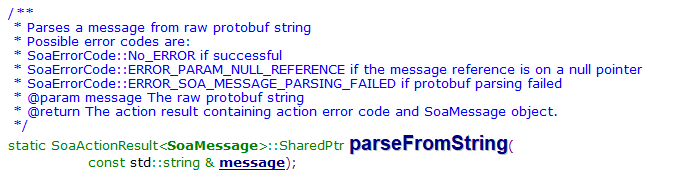 /**
 * Parses a message from raw protobuf string
 * Possible error codes are:
 * SoaErrorCode::No_ERROR if successful
 * SoaErrorCode::ERROR_PARAM_NULL_REFERENCE if the message reference is on a null pointer
 * SoaErrorCode::ERROR_SOA_MESSAGE_PARSING_FAILED if protobuf parsing failed
 * @param message The raw protobuf string
 * @return The action result containing action error code and SoaMessage object.
 */
static SoaActionResult<SoaMessage>::SharedPtr parseFromString(
const std::string & message);